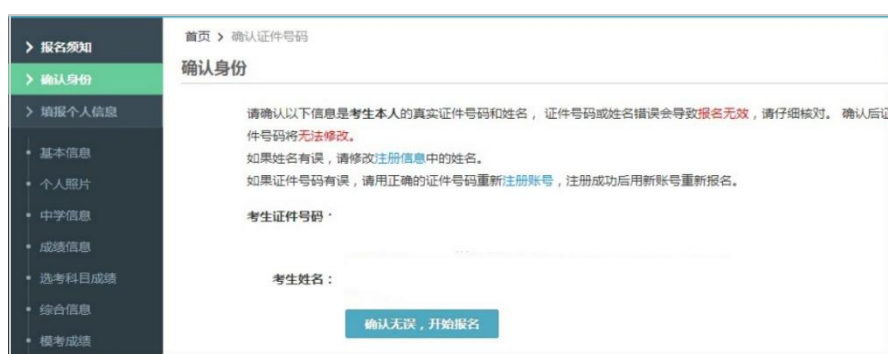 首页 > 确认证件号码
> 报名须知
> 确认身份
> 填报个人信息
• 基本信息
• 个人照片
• 中学信息
• 成绩信息
• 选考科目成绩
• 综合信息
• 模考成绩
确认身份
请确认以下信息是考生本人的真实证件号码和姓名，证件号码或姓名错误会导致报名无效，请仔细核对。 确认后证
件号码将无法修改。
如果姓名有误，请修改注册信息中的姓名。
如果证件号码有误，请用正确的证件号码重新注册账号，注册成功后用新账号重新报名。
考生证件号码
考生姓名：
确认无误，开始报名